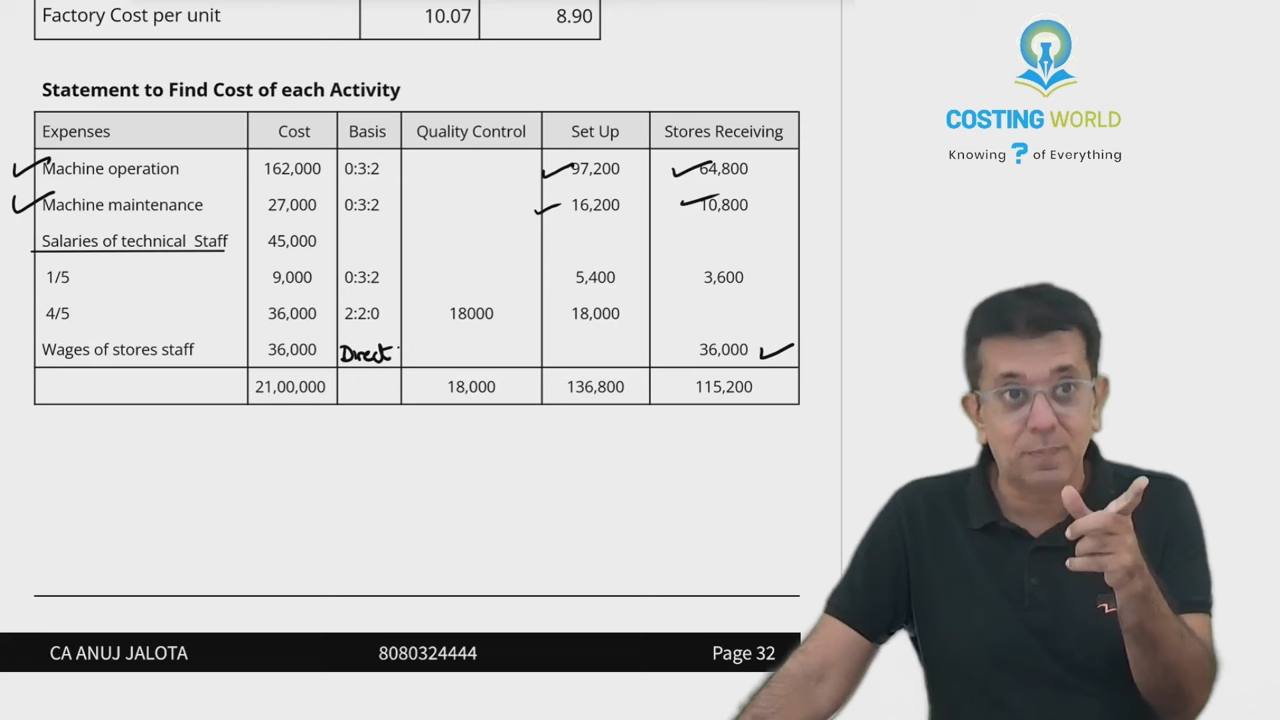 Factory Cost per unit 10.07 8.90
COSTING WORLD
Knowing ? of Everything
Statement to Find Cost of each Activity
Expenses Cost Basis Quality Control Set Up Stores Receiving
Machine operation 162,000 0:3:2 97,200 64,800
Machine maintenance 27,000 0:3:2 16,200 10,800
Salaries of technical Staff 45,000
1/5 9,000 0:3:2 5,400 3,600
4/5 36,000 2:2:0 18000 18,000
Wages of stores staff 36,000 Direct 36,000
21,00,000 18,000 136,800 115,200
CA ANUJ JALOTA 8080324444 Page 32